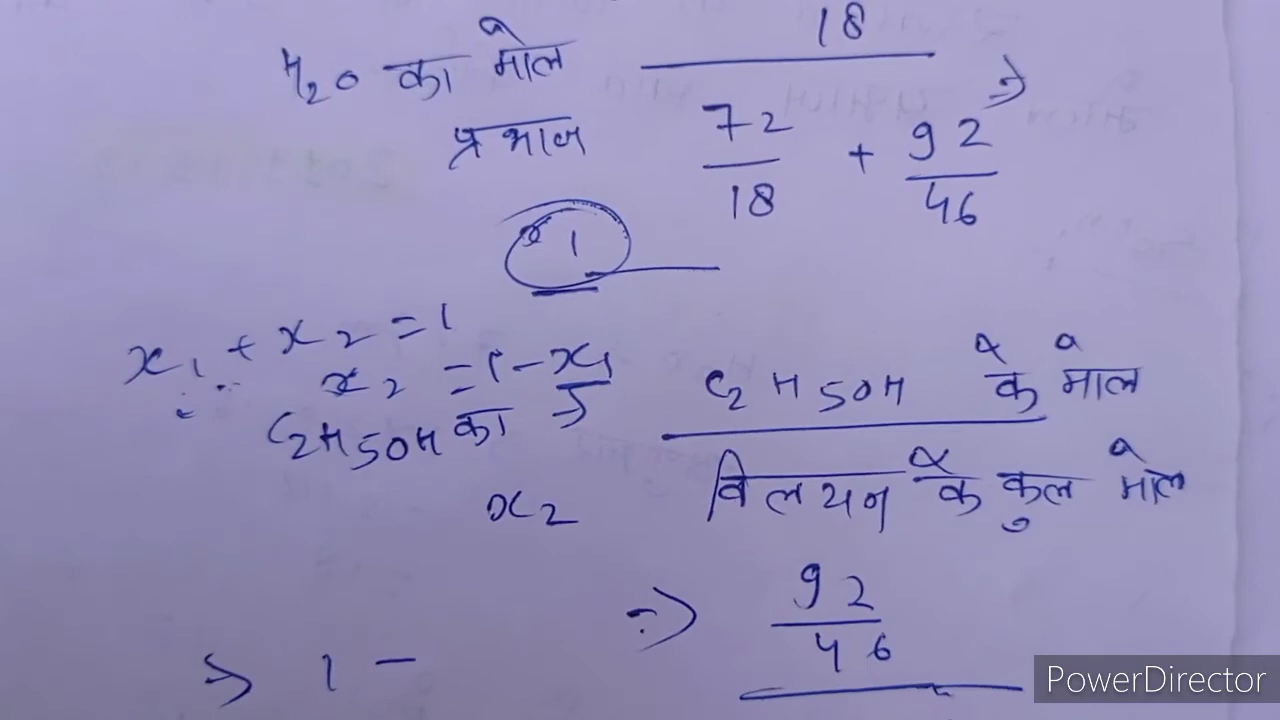 18
H2O का मोल
प्रभाज 72/18 + 92/46 =>
1
x1 + x2 = 1
x2 = 1 - x1
C2H5OH का =>
C2H5OH के मोल
विलयन के कुल मोल
x2
=> 92/46
=> 1 -
PowerDirector